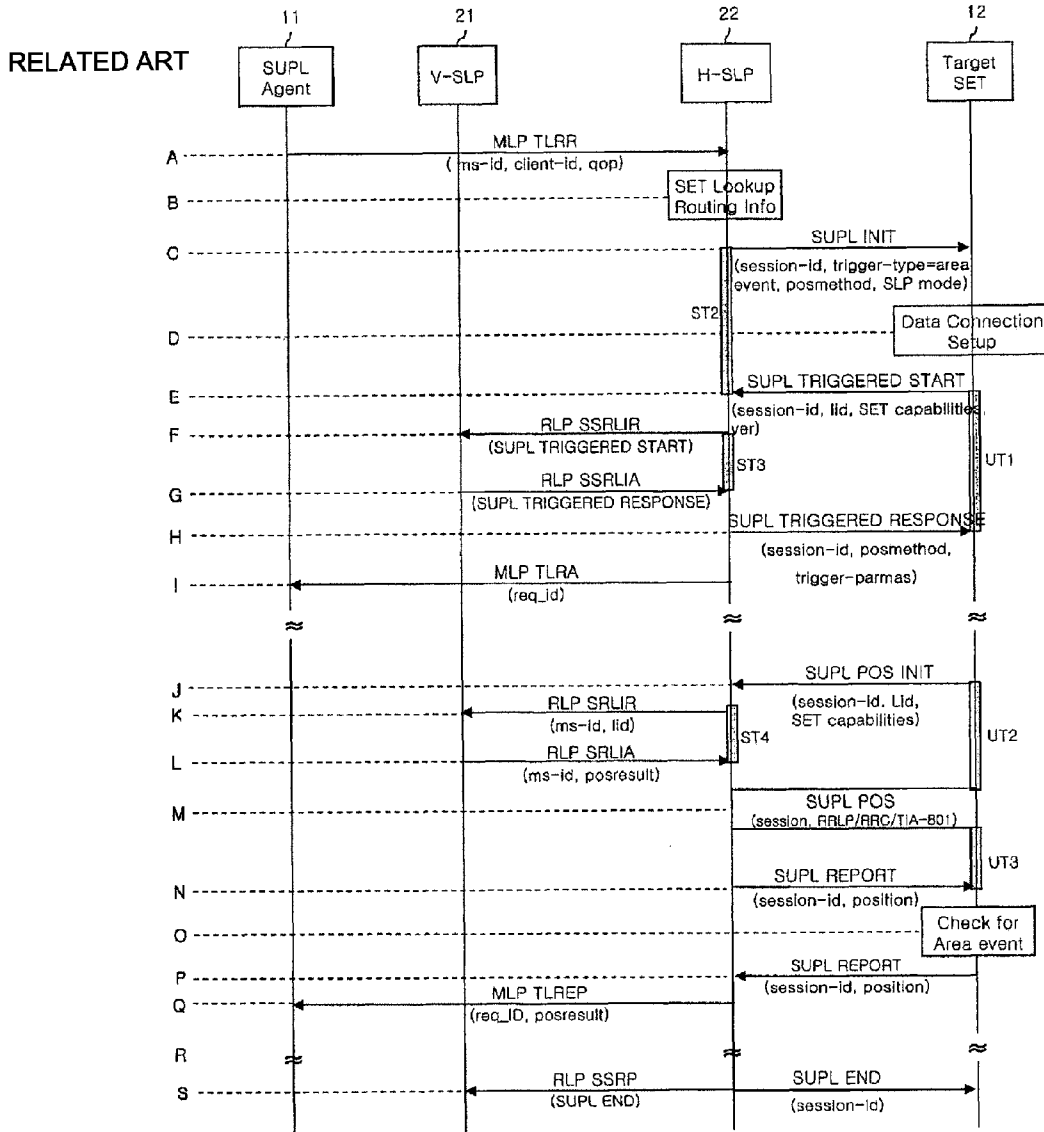 11
21
22
12
RELATED ART
SUPL
Agent
V-SLP
H-SLP
Target
SET
A
MLP TLRR
( ms-id, client-id, qop)
B
SET Lookup
Routing Info
C
SUPL INIT
(session-id, trigger-type=area
event, posmethod, SLP mode)
ST2
D
Data Connection
Setup
E
SUPL TRIGGERED START
(session-id, lid, SET capabilities,
ver)
F
RLP SSRLIR
(SUPL TRIGGERED START)
ST3
UT1
G
RLP SSRLIA
(SUPL TRIGGERED RESPONSE)
H
SUPL TRIGGERED RESPONSE
(session-id, posmethod,
trigger-parmas)
I
MLP TLRA
(req_id)
≈
≈
≈
≈
J
SUPL POS INIT
(session-id. Lid,
SET capabilities)
K
RLP SRLIR
(ms-id, lid)
ST4
UT2
L
RLP SRLIA
(ms-id, posresult)
M
SUPL POS
(session, RRLP/RRC/TIA-801)
UT3
N
SUPL REPORT
(session-id, position)
O
Check for
Area event
P
SUPL REPORT
(session-id, position)
Q
MLP TLREP
(req_ID, posresult)
R
≈
≈
≈
≈
S
RLP SSRP
(SUPL END)
SUPL END
(session-id)